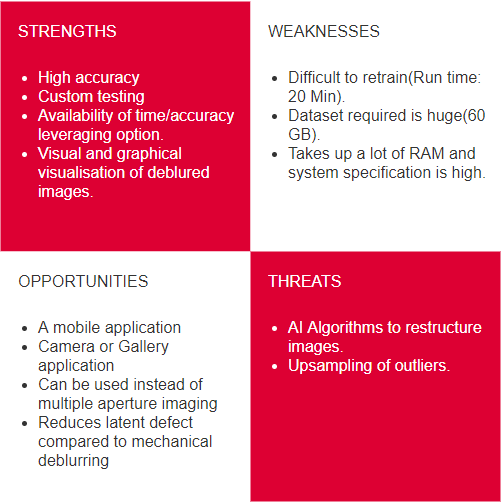 STRENGTHS
High accuracy
Custom testing
Availability of time/accuracy
leveraging option.
Visual and graphical
visualisation of deblured
images.
WEAKNESSES
Difficult to retrain(Run time:
20 Min).
Dataset required is huge(60
GB).
Takes up a lot of RAM and
system specification is high.
OPPORTUNITIES
A mobile application
Camera or Gallery
application
Can be used instead of
multiple aperture imaging
Reduces latent defect
compared to mechanical
deblurring
THREATS
AI Algorithms to restructure
images.
Upsampling of outliers.